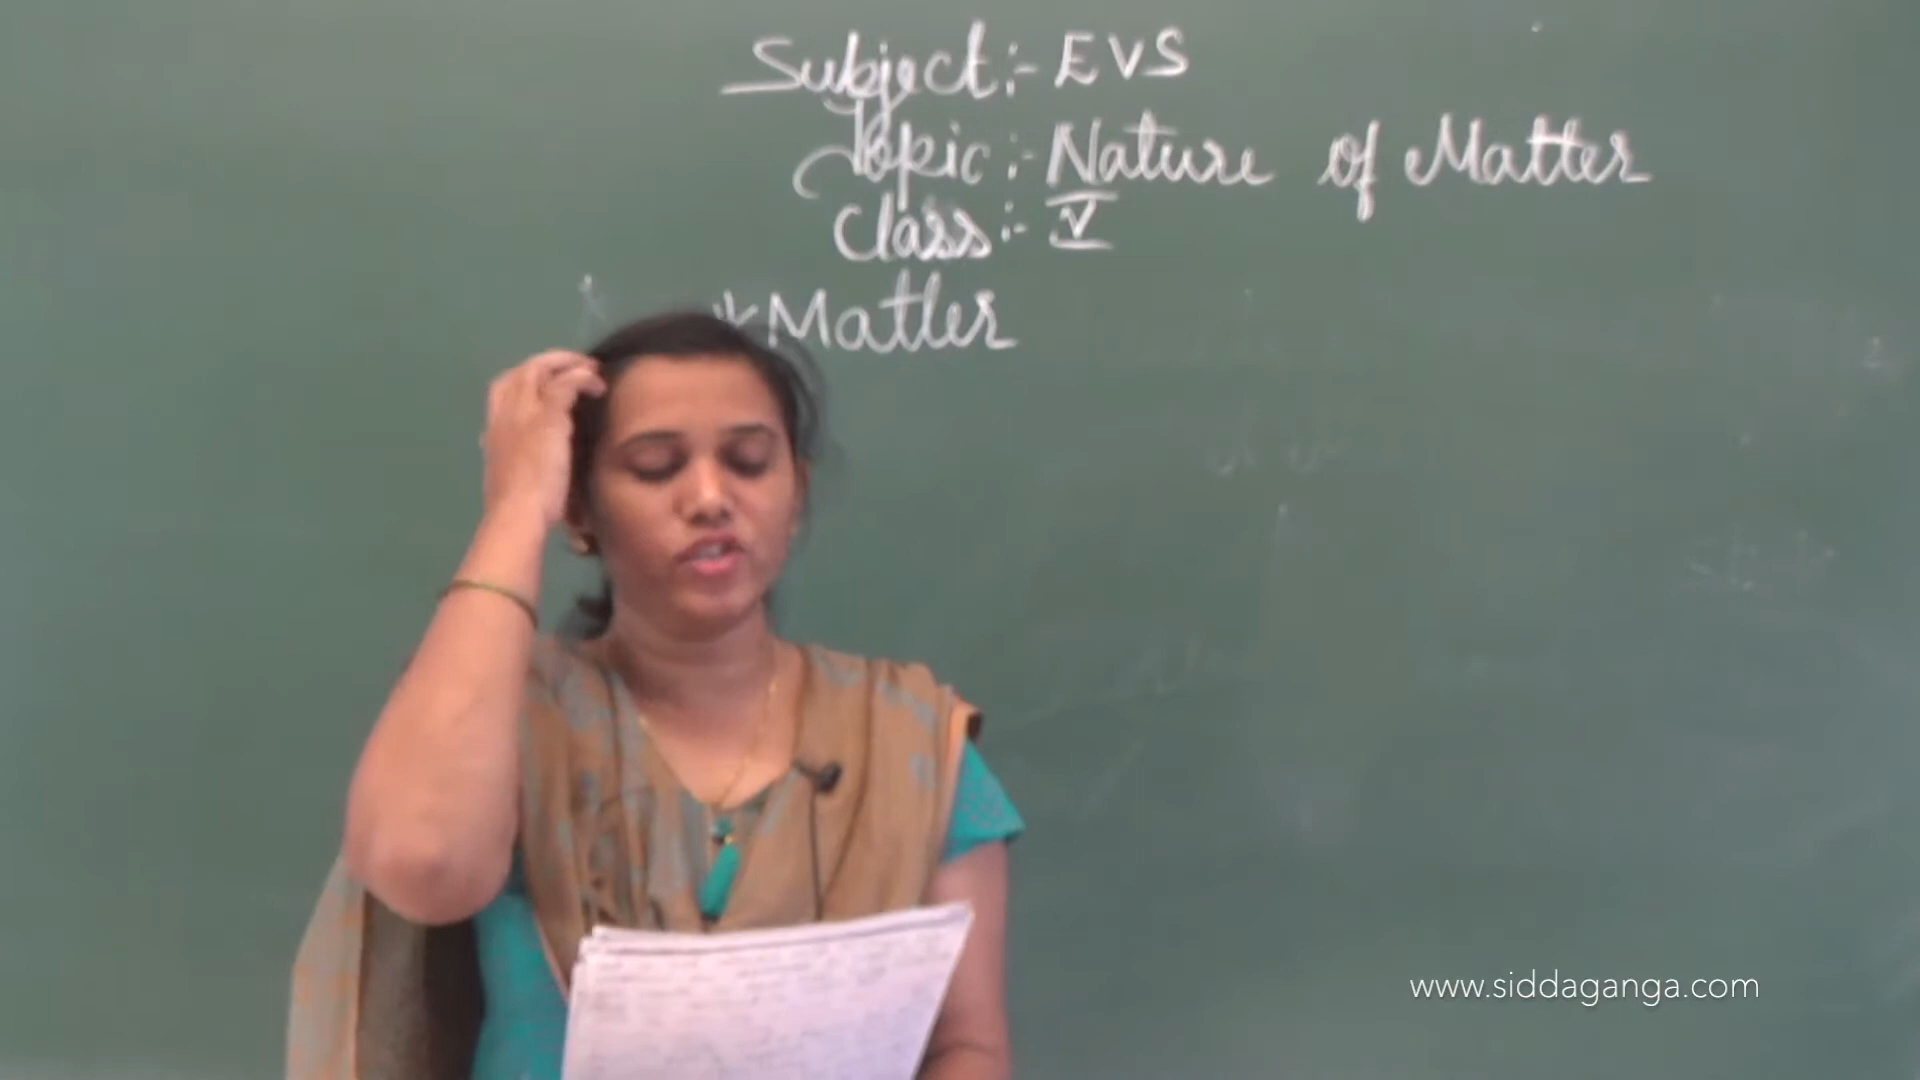 Subject:- EVS
Topic:- Nature of Matter
Class:- V
*Matter
www.siddaganga.com